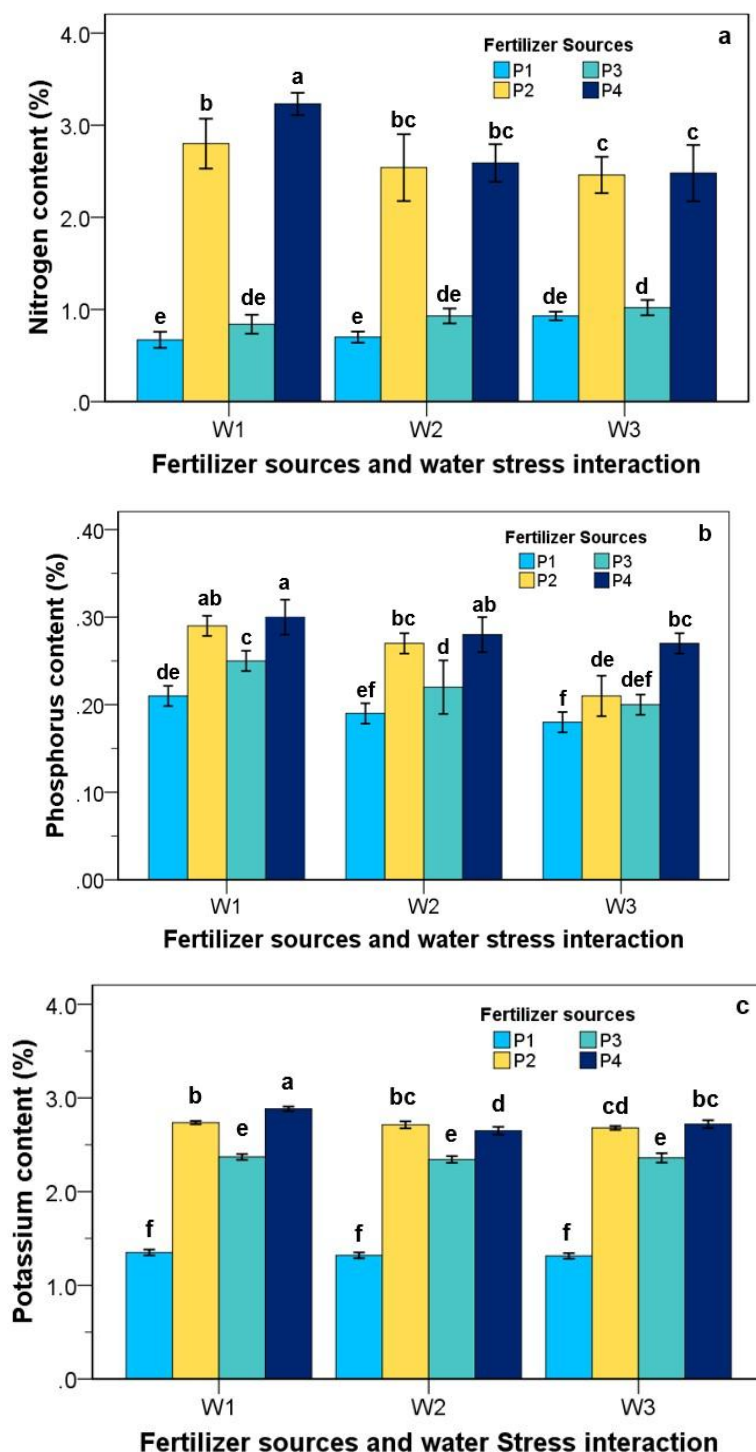 4.0
Fertilizer Sources
a
P1 P3
P2 P4
a
b
3.0
bc bc
c c
2.0
Nitrogen content (%)
1.0
e de e de de d
.0
W1 W2 W3
Fertilizer sources and water stress interaction
.40
Fertilizer Sources
b
P1 P3
P2 P4
ab a
.30
bc ab
bc
c
d
de ef
de def
f
.20
Phosphorus content (%)
.10
.00
W1 W2 W3
Fertilizer sources and water stress interaction
4.0
Fertilizer sources
c
P1 P3
P2 P4
b a
bc d
cd bc
3.0
e e e
2.0
Potassium content (%)
f f f
1.0
.0
W1 W2 W3
Fertilizer sources and water Stress interaction